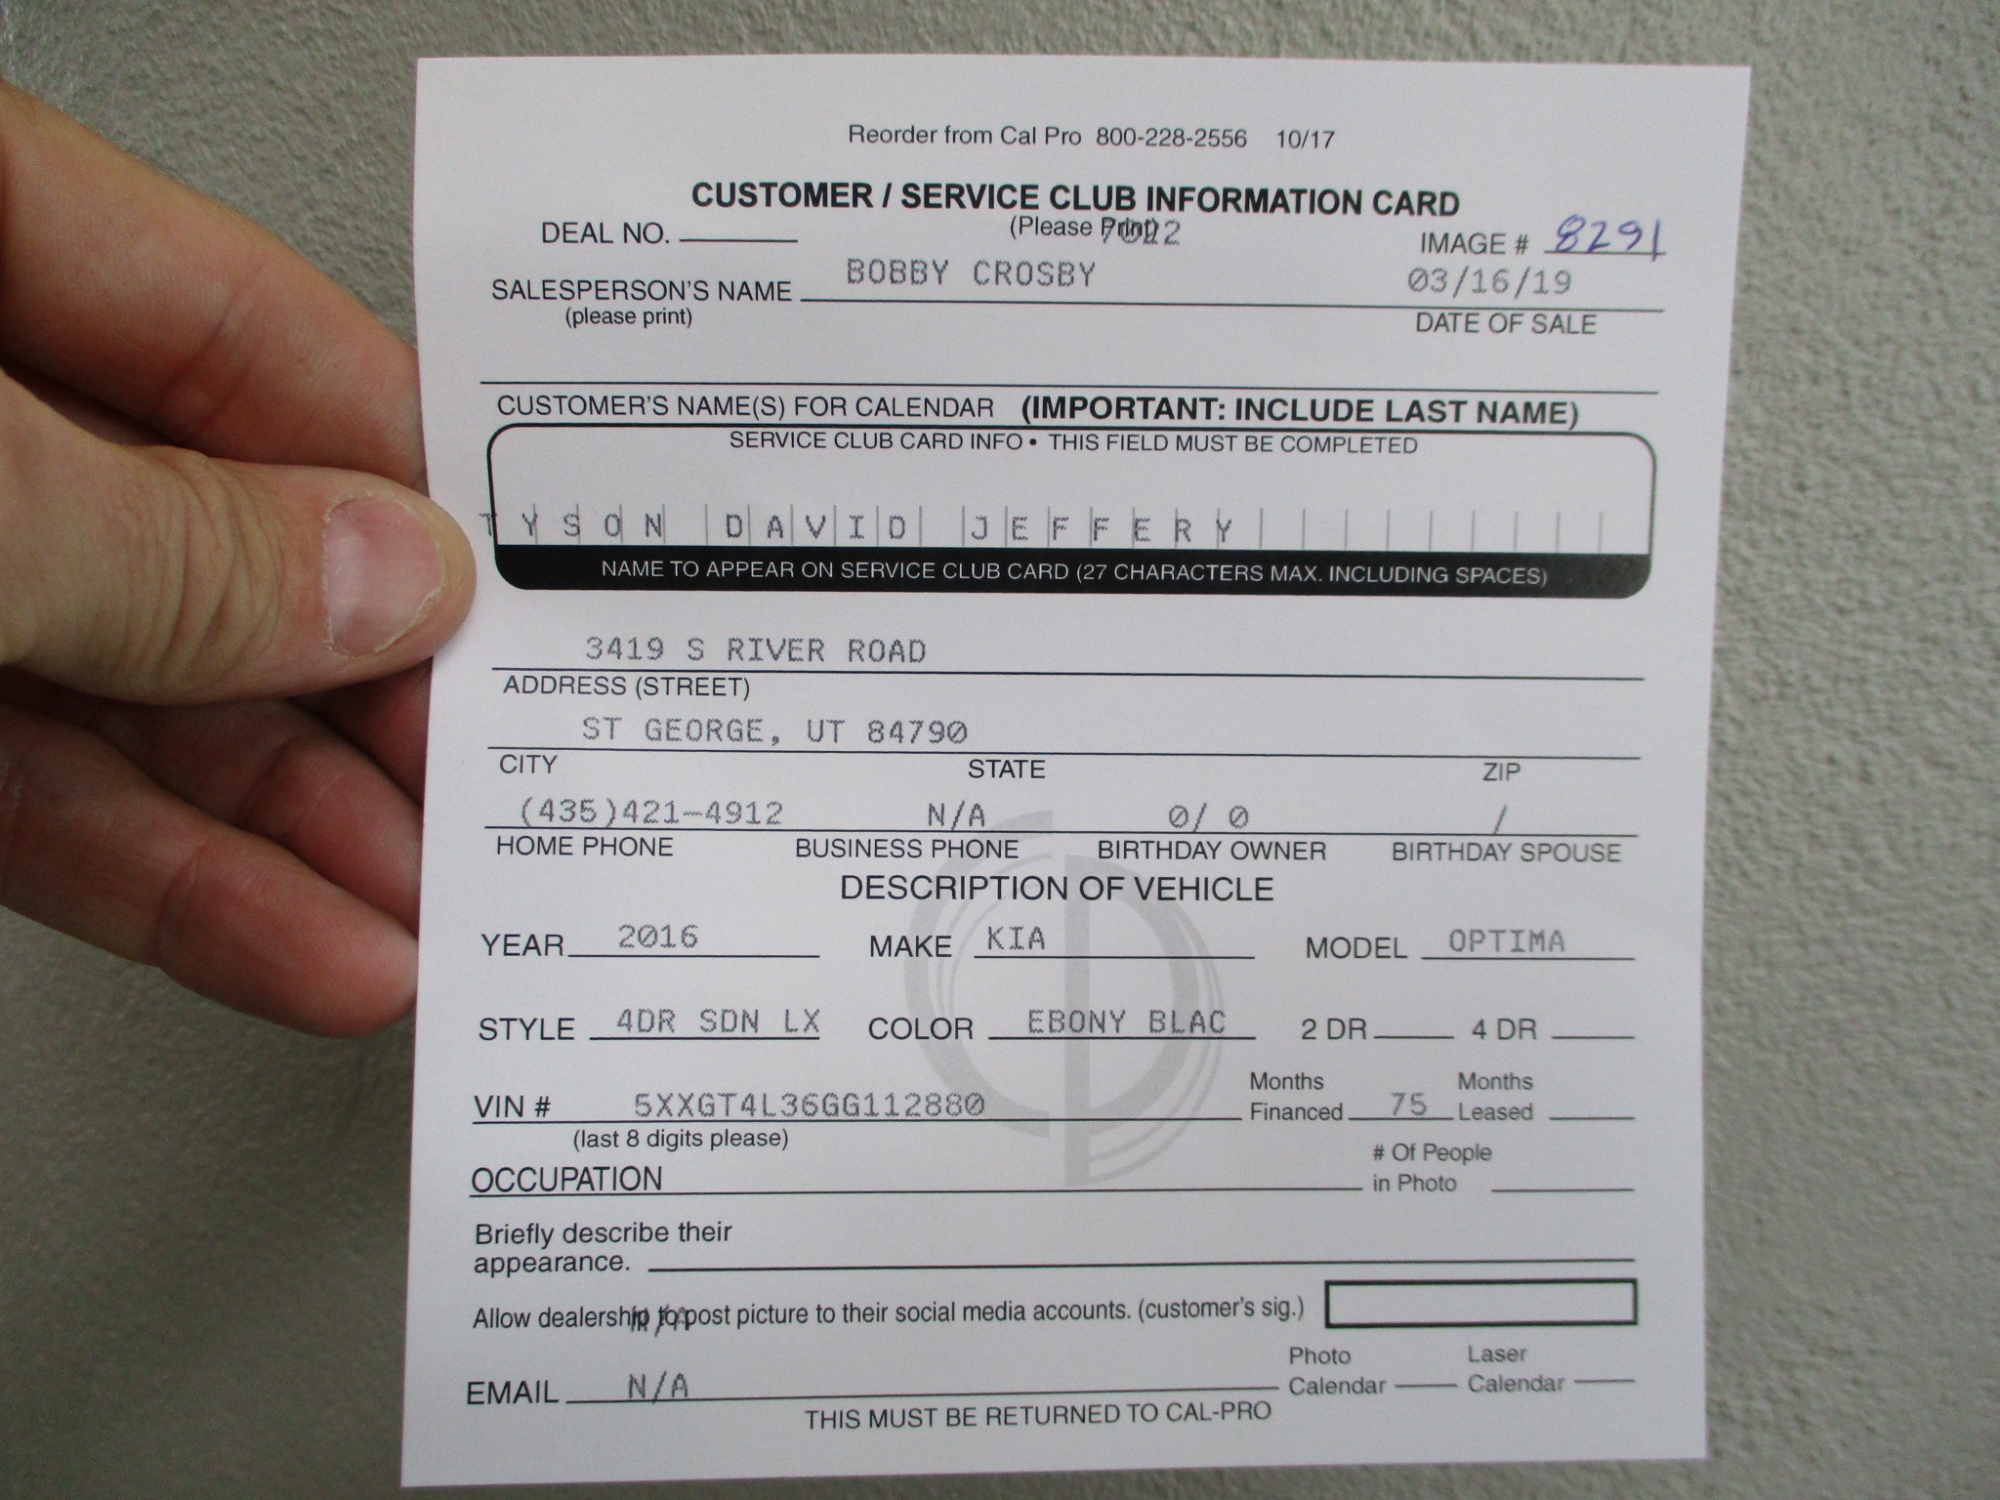 Reorder from Cal Pro 800-228-2556 10/17
CUSTOMER / SERVICE CLUB INFORMATION CARD
(Please Print)
DEAL NO. IMAGE # 8291
SALESPERSON'S NAME BOBBY CROSBY 03/16/19
(please print) DATE OF SALE
CUSTOMER'S NAME(S) FOR CALENDAR (IMPORTANT: INCLUDE LAST NAME)
SERVICE CLUB CARD INFO • THIS FIELD MUST BE COMPLETED
TYSON DAVID JEFFERY
NAME TO APPEAR ON SERVICE CLUB CARD (27 CHARACTERS MAX. INCLUDING SPACES)
3419 S RIVER ROAD
ADDRESS (STREET)
ST GEORGE, UT 84790
CITY STATE ZIP
(435)421-4912 N/A 0/ 0 /
HOME PHONE BUSINESS PHONE BIRTHDAY OWNER BIRTHDAY SPOUSE
DESCRIPTION OF VEHICLE
YEAR 2016 MAKE KIA MODEL OPTIMA
STYLE 4DR SDN LX COLOR EBONY BLAC 2 DR 4 DR
Months Months
VIN # 5XXGT4L36GG112880 Financed 75 Leased
(last 8 digits please)
# Of People
OCCUPATION in Photo
Briefly describe their
appearance.
Allow dealership to post picture to their social media accounts. (customer's sig.)
N/A
Photo Laser
EMAIL N/A Calendar Calendar
THIS MUST BE RETURNED TO CAL-PRO